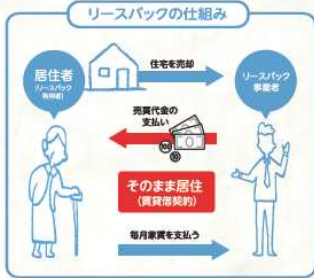 リースバックの仕組み
住宅を売却
居住者
(リースバック
利用者)
リースバック
事業者
売買代金の
支払い
100
10
そのまま居住
(賃貸借契約)
毎月家賃を支払う